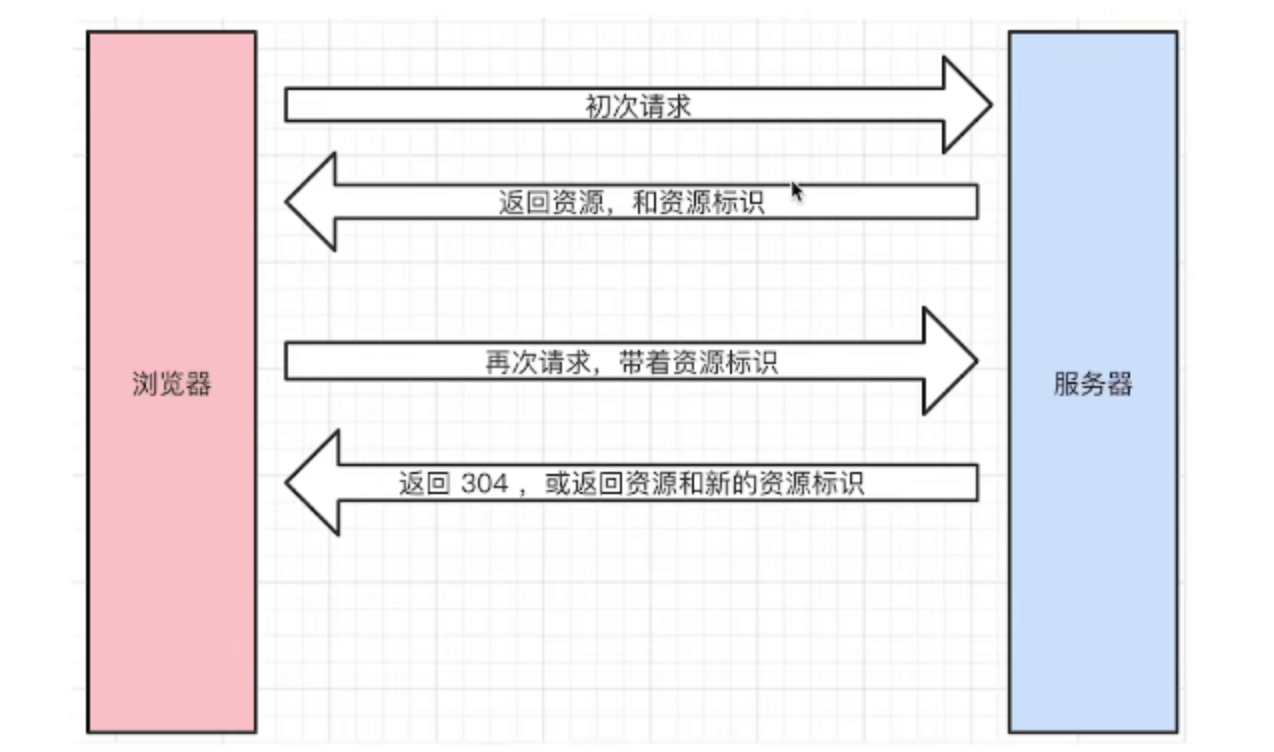 初次请求
返回资源，和资源标识
再次请求，带着资源标识
浏览器
服务器
返回 304 ，或返回资源和新的资源标识